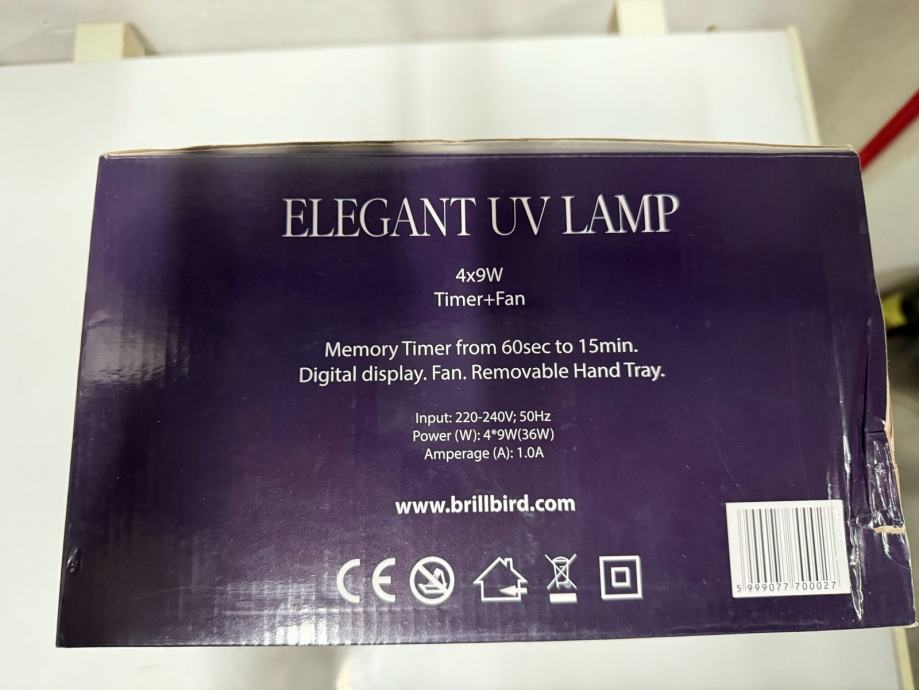 ELEGANT UV LAMP
4x9W
Timer+Fan
Memory Timer from 60sec to 15min.
Digital display. Fan. Removable Hand Tray.
Input: 220-240V; 50Hz
Power (W): 4*9W(36W)
Amperage (A): 1.0A
www.brillbird.com
CE
5 999077 700027